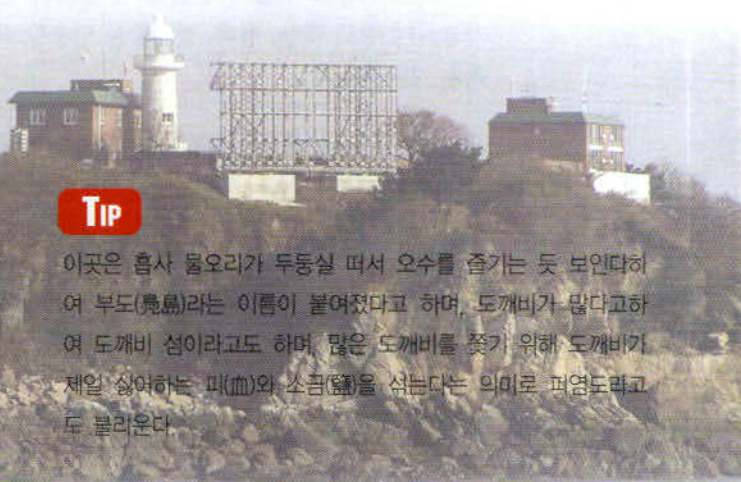 TIP
이곳은 흡사 물오리가 두둥실 떠서 오수를 즐기는 듯 보인다하
여 부도(鳧島)라는 이름이 붙여졌다고 하며, 도깨비가 많다고하
여 도깨비 섬이라고도 하며, 많은 도깨비를 쫓기 위해 도깨비가
제일 싫어하는 피(血)와 소금(鹽)을 섞는다는 의미로 피염도라고
도 불리운다.